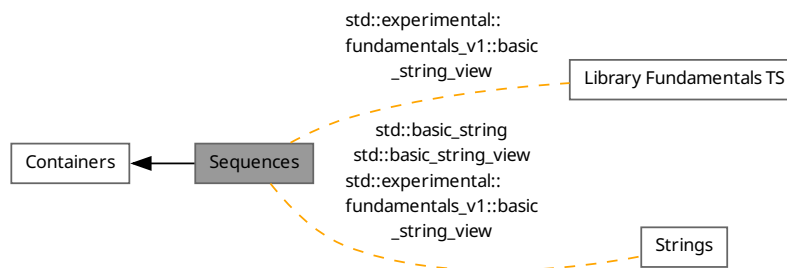 std::experimental::
fundamentals_v1::basic
_string_view
Library Fundamentals TS
Containers
Sequences
std::basic_string
std::basic_string_view
std::experimental::
fundamentals_v1::basic
_string_view
Strings